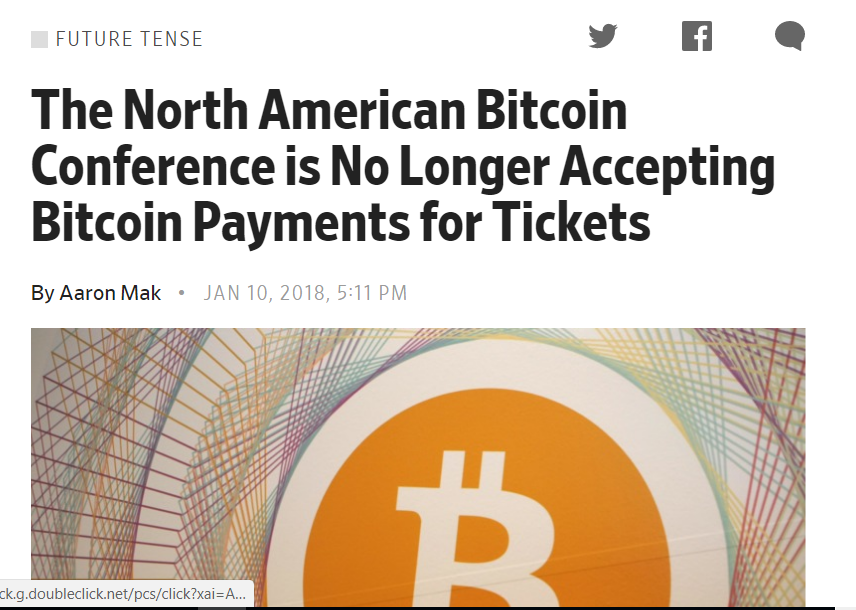 FUTURE TENSE
The North American Bitcoin
Conference is No Longer Accepting
Bitcoin Payments for Tickets
By Aaron Mak • JAN 10, 2018, 5:11 PM
ck.g.doubleclick.net/pcs/click?xai=A...